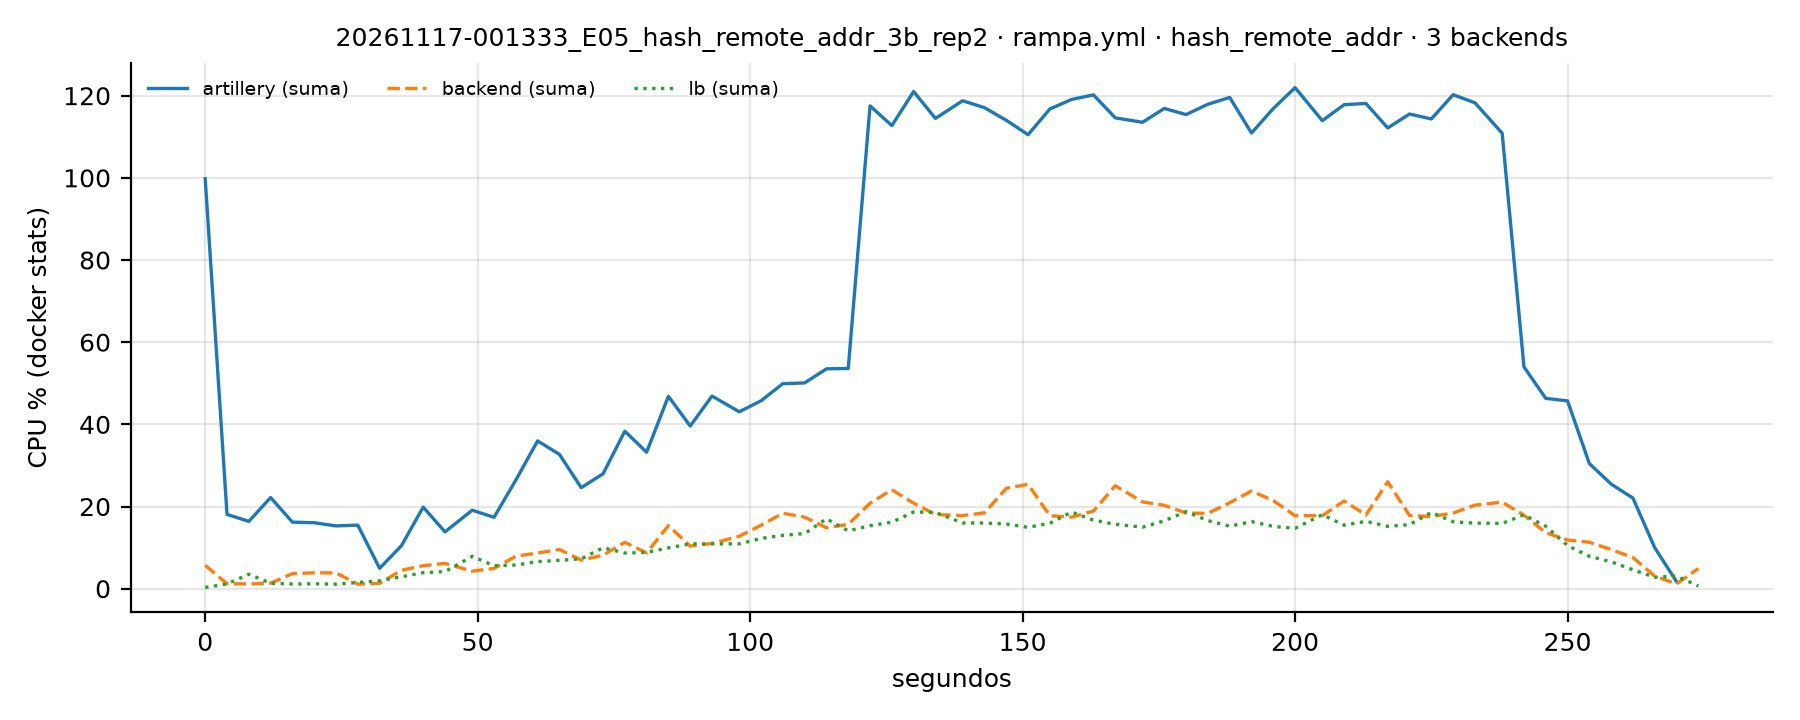 20261117-001333_E05_hash_remote_addr_3b_rep2 · rampa.yml · hash_remote_addr · 3 backends
artillery (suma) backend (suma) lb (suma)
CPU % (docker stats)
120
100
80
60
40
20
0
0 50 100 150 200 250
segundos